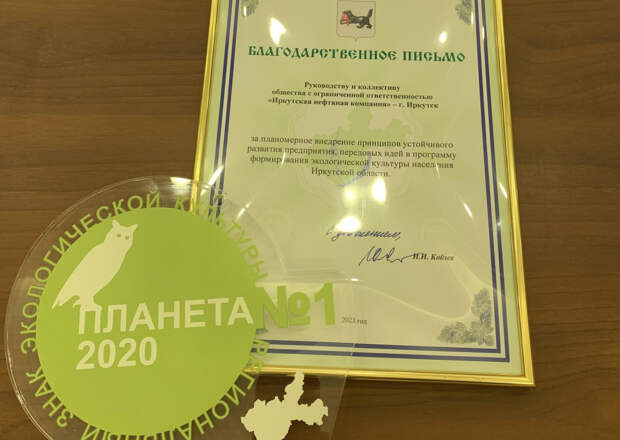 БЛАГОДАРСТВЕННОЕ ПИСЬМО
Руководству и коллективу
общества с ограниченной ответственностью
«Иркутская нефтяная компания» – г. Иркутск
за планомерное внедрение принципов устойчивого
развития предприятия, передовых идей в программу
формирования экологической культуры населения
Иркутской области.
И.И. Кобзев
2021 год
РЕГИОНАЛЬНЫЙ ЗНАК ЭКОЛОГИЧЕСКОЙ КУЛЬТУРЫ
ПЛАНЕТА №1
2020